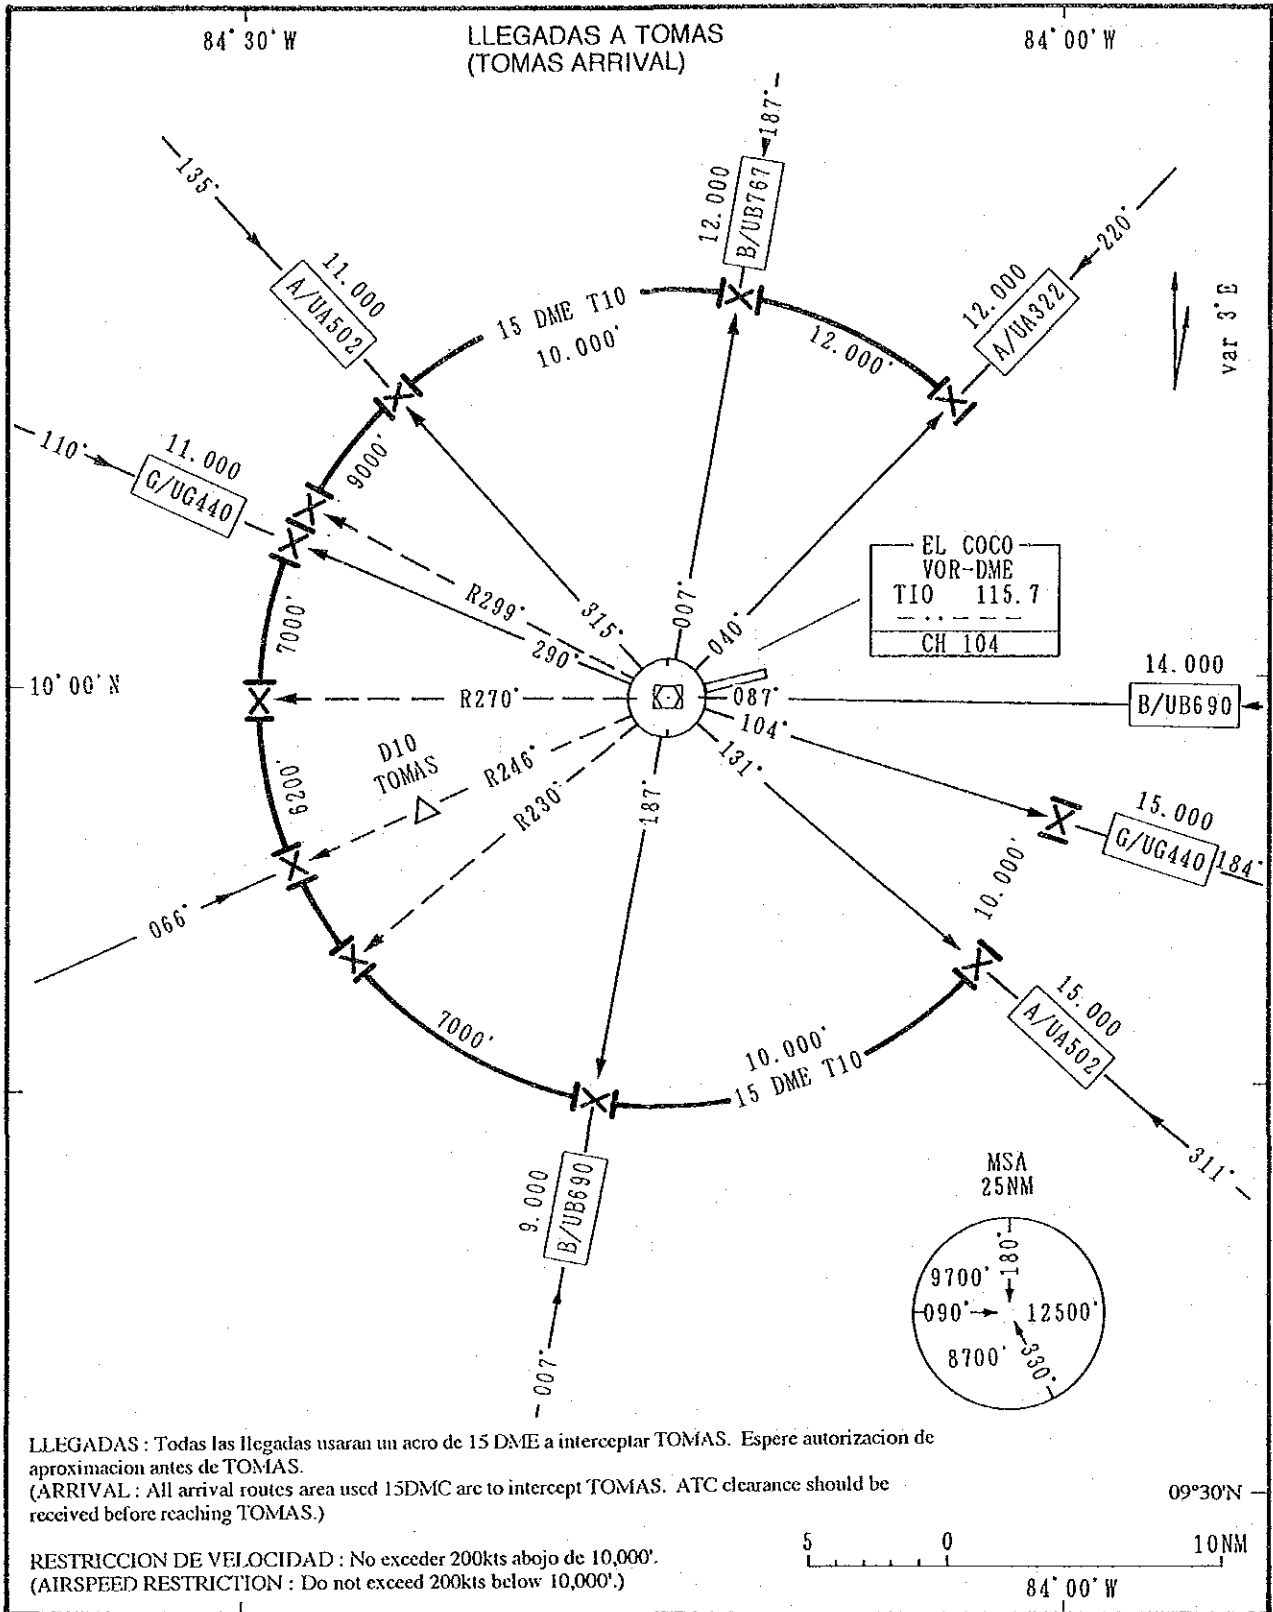 84°30'W
LLEGADAS A TOMAS
(TOMAS ARRIVAL)
84°00'W
187°
12.000
B/UB767
135°
11.000
A/UA502
220°
12.000
A/UA322
var 3°E
15 DME T10
10.000'
12.000'
110°
11.000
G/UG440
9000'
7000'
R299°
290°
315°
007°
040°
EL COCO
VOR-DME
TIO 115.7
CH 104
10°00'N
R270°
087°
104°
131°
14.000
B/UB690
D10
TOMAS
R246°
R230°
187°
6200'
066°
15.000
G/UG440
184°
10.000'
15.000
A/UA502
311°
7000'
10.000'
15 DME T10
9.000
B/UB690
007°
MSA
25NM
9700'
180°
090°
12500'
8700'
330°
LLEGADAS : Todas las llegadas usaran un acro de 15 DME a interceptar TOMAS. Espere autorizacion de
aproximacion antes de TOMAS.
(ARRIVAL : All arrival routes area used 15DMC arc to intercept TOMAS. ATC clearance should be
received before reaching TOMAS.)
09°30'N
RESTRICCION DE VELOCIDAD : No exceder 200kts abajo de 10,000'.
(AIRSPEED RESTRICTION : Do not exceed 200kts below 10,000'.)
5 0 10NM
84°00'W